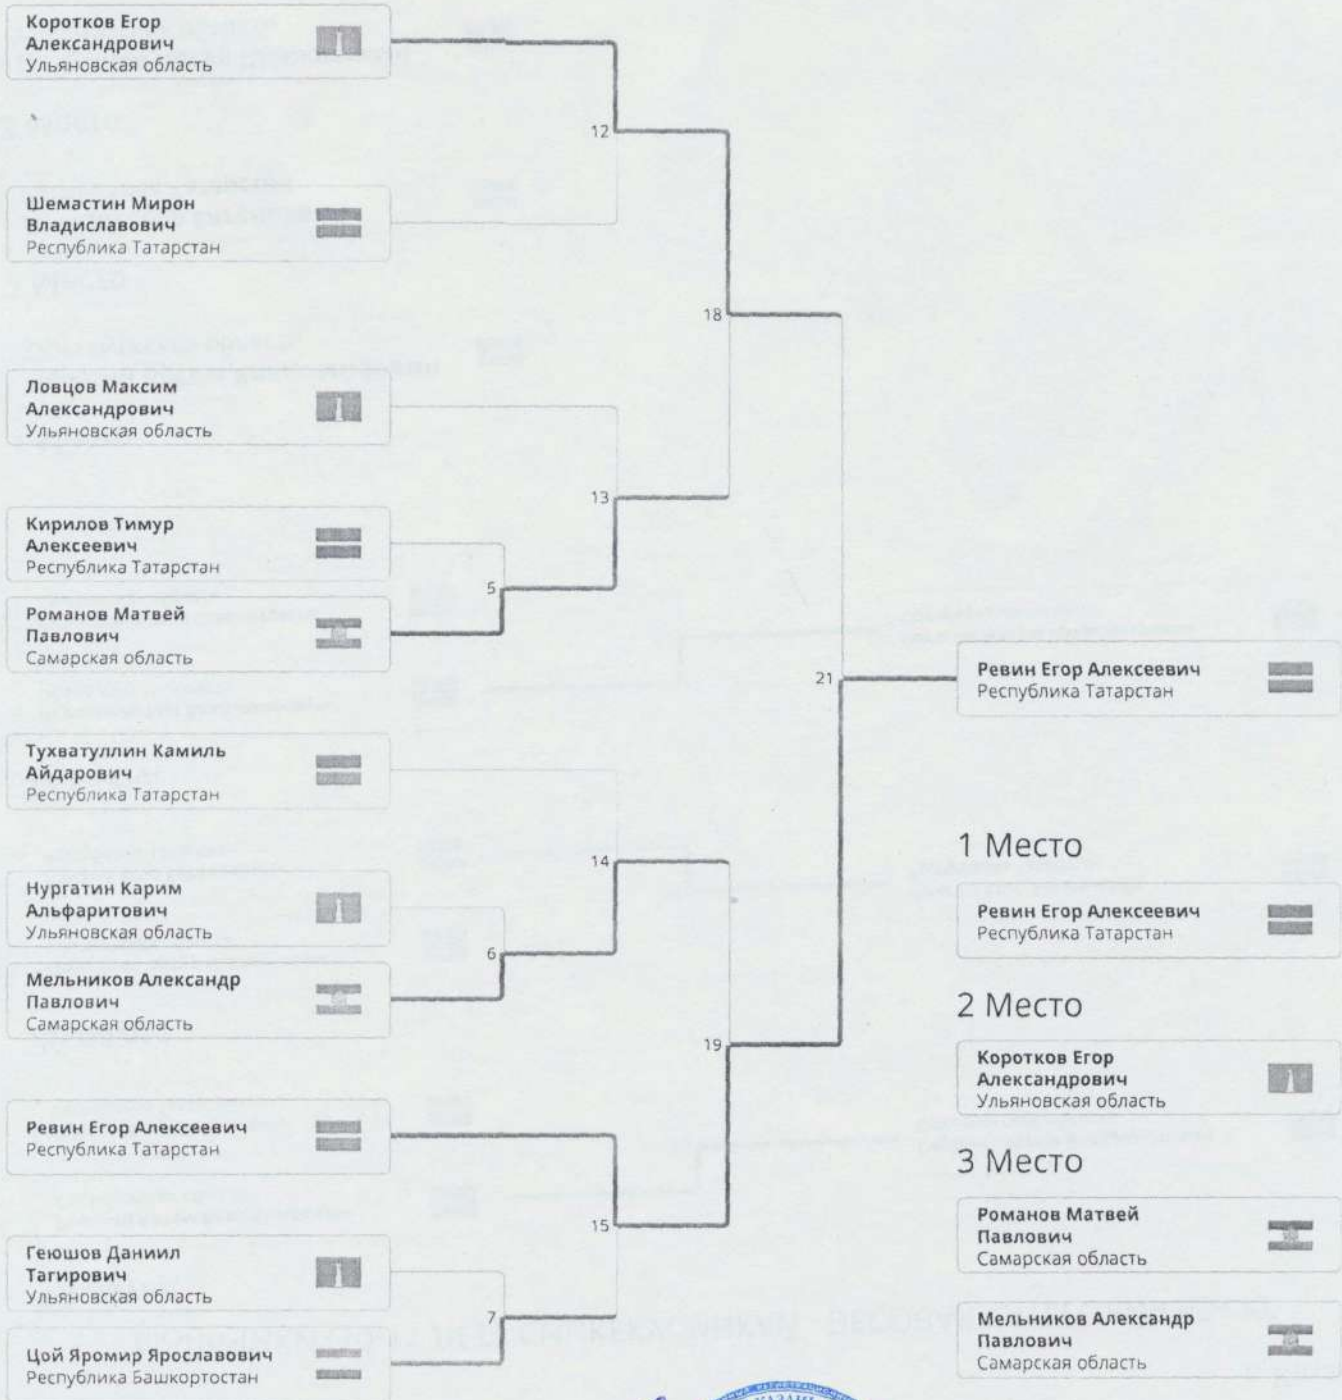 Коротков Егор
Александрович
Ульяновская область
12
Шемастин Мирон
Владиславович
Республика Татарстан
18
Ловцов Максим
Александрович
Ульяновская область
13
Кирилов Тимур
Алексеевич
Республика Татарстан
5
Романов Матвей
Павлович
Самарская область
21
Ревин Егор Алексеевич
Республика Татарстан
Тухватуллин Камиль
Айдарович
Республика Татарстан
14
Нургатин Карим
Альфаритович
Ульяновская область
6
Мельников Александр
Павлович
Самарская область
19
Ревин Егор Алексеевич
Республика Татарстан
15
Геюшов Даниил
Тагирович
Ульяновская область
7
Цой Яромир Ярославович
Республика Башкортостан
1 Место
Ревин Егор Алексеевич
Республика Татарстан
2 Место
Коротков Егор
Александрович
Ульяновская область
3 Место
Романов Матвей
Павлович
Самарская область
Мельников Александр
Павлович
Самарская область